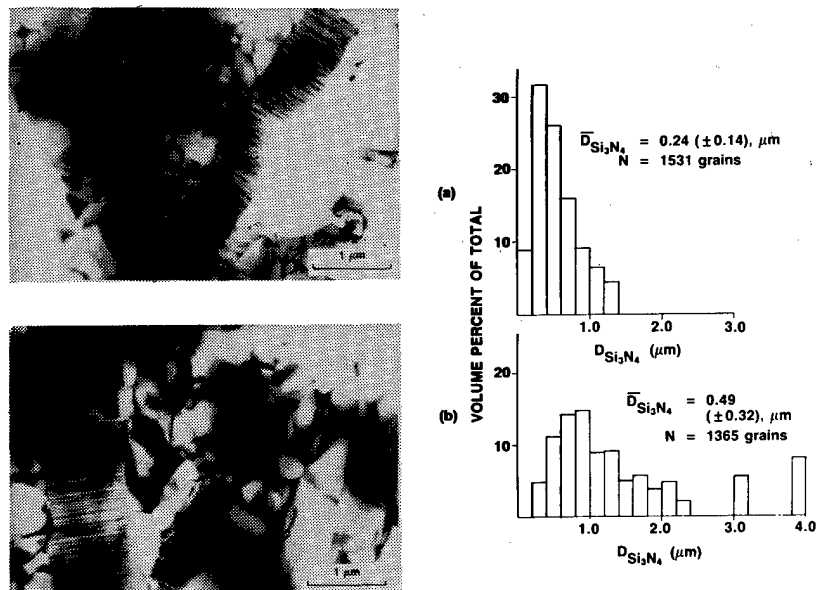 1 μm
1 μm
VOLUME PERCENT OF TOTAL
(a)
30
20
10
D̅Si₃N₄ = 0.24 (±0.14), μm
N = 1531 grains
1.0 3.0
DSi₃N₄ (μm)
(b)
20
10
D̅Si₃N₄ = 0.49
(±0.32), μm
N = 1365 grains
1.0 2.0 3.0 4.0
DSi₃N₄ (μm)